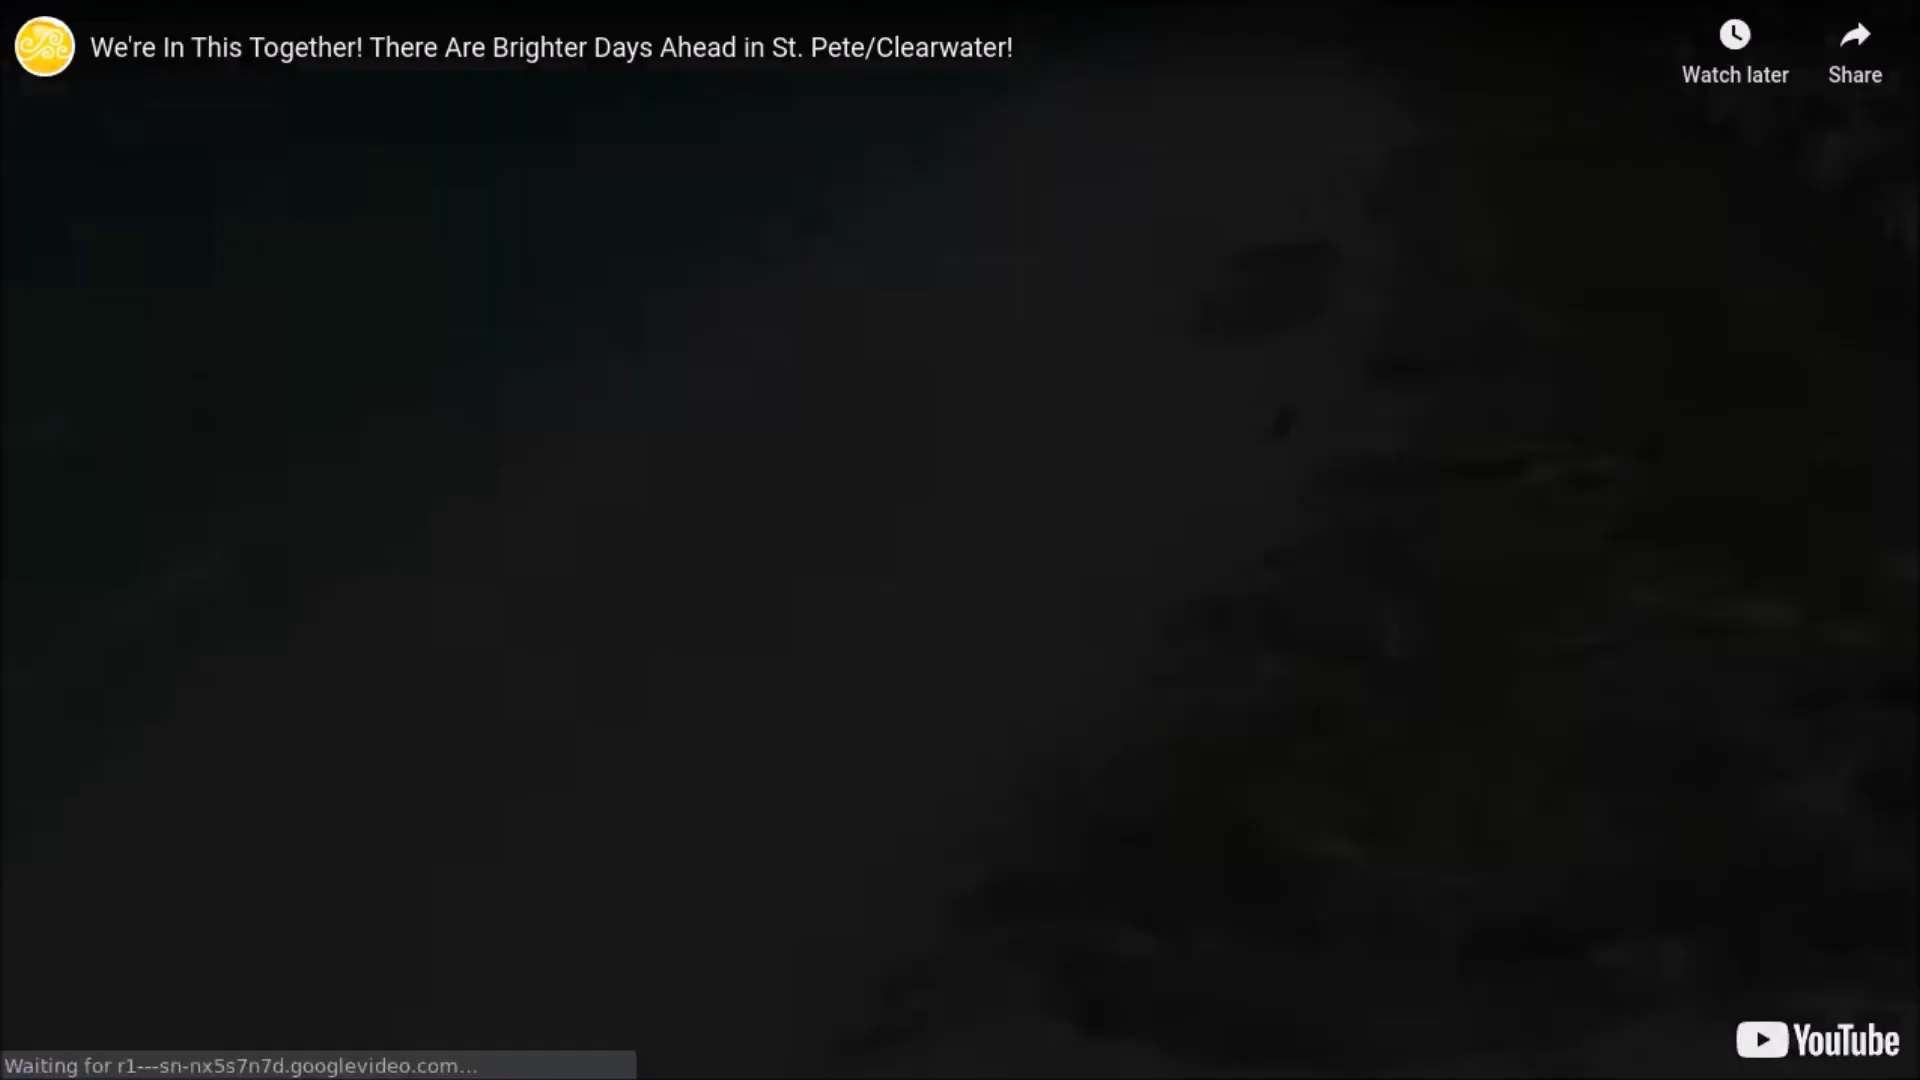 We're In This Together! There Are Brighter Days Ahead in St. Pete/Clearwater!
Watch later
Share
YouTube
Waiting for r1---sn-nx5s7n7d.googlevideo.com...